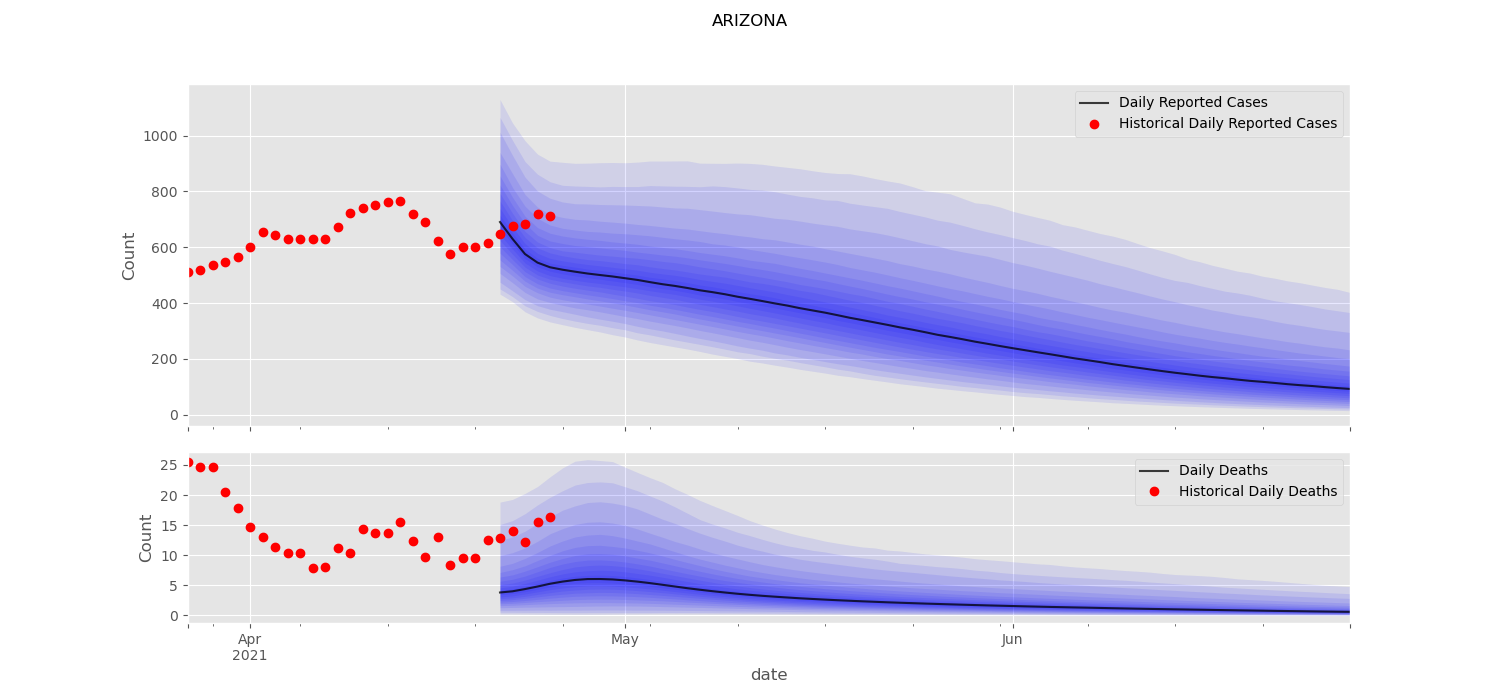 ARIZONA
Daily Reported Cases
Historical Daily Reported Cases
Count
1000
800
600
400
200
0
Daily Deaths
Historical Daily Deaths
Count
25
20
15
10
5
0
Apr
2021
May
Jun
date